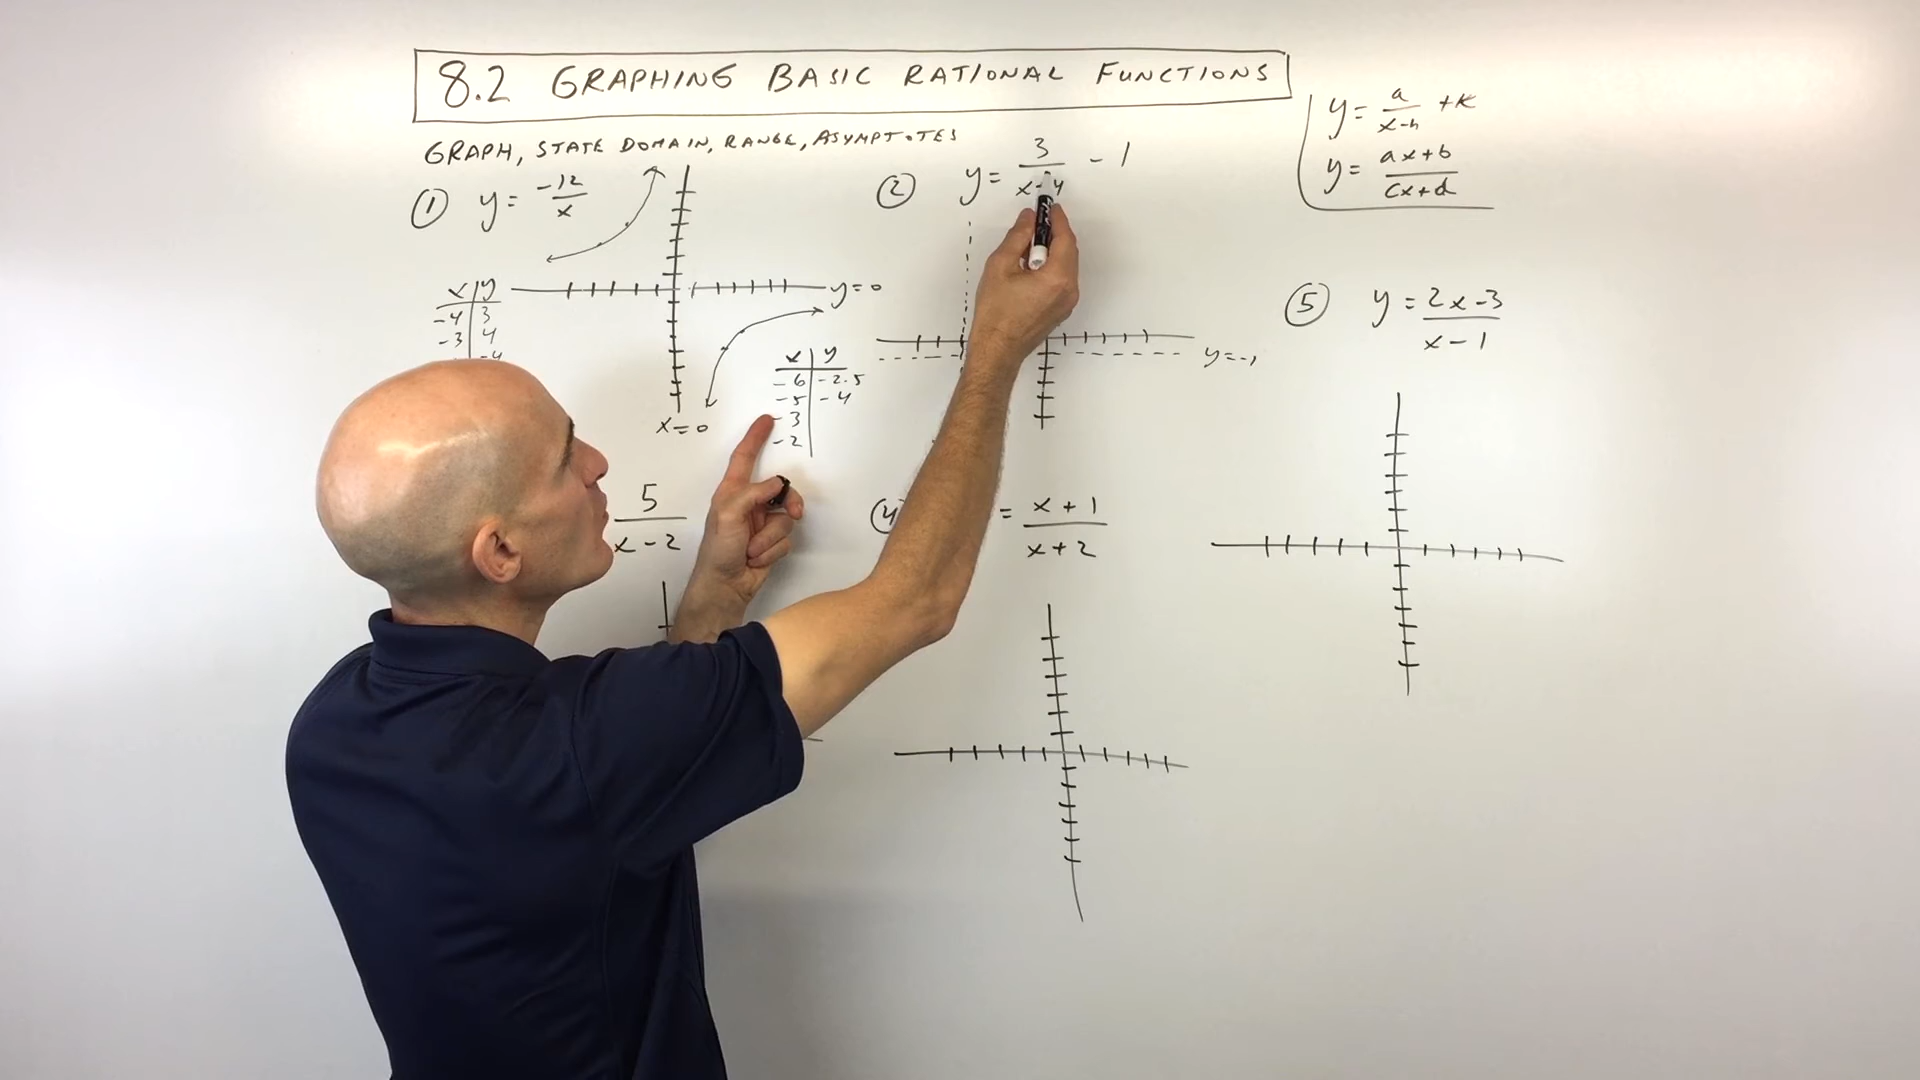 8.2 GRAPHING BASIC RATIONAL FUNCTIONS
y = a/(x-h) + k
y = (ax+b)/(cx+d)
GRAPH, STATE DOMAIN, RANGE, ASYMPTOTES
① y = -12/x
x | y
-4 | 3
-3 | 4
-4
y=0
x=0
② y = 3/(x-4) - 1
y=-1
x | y
-6 | -2.5
-5 | -4
-3 |
-2 |
5/(x-2)
④ = (x+1)/(x+2)
⑤ y = (2x-3)/(x-1)